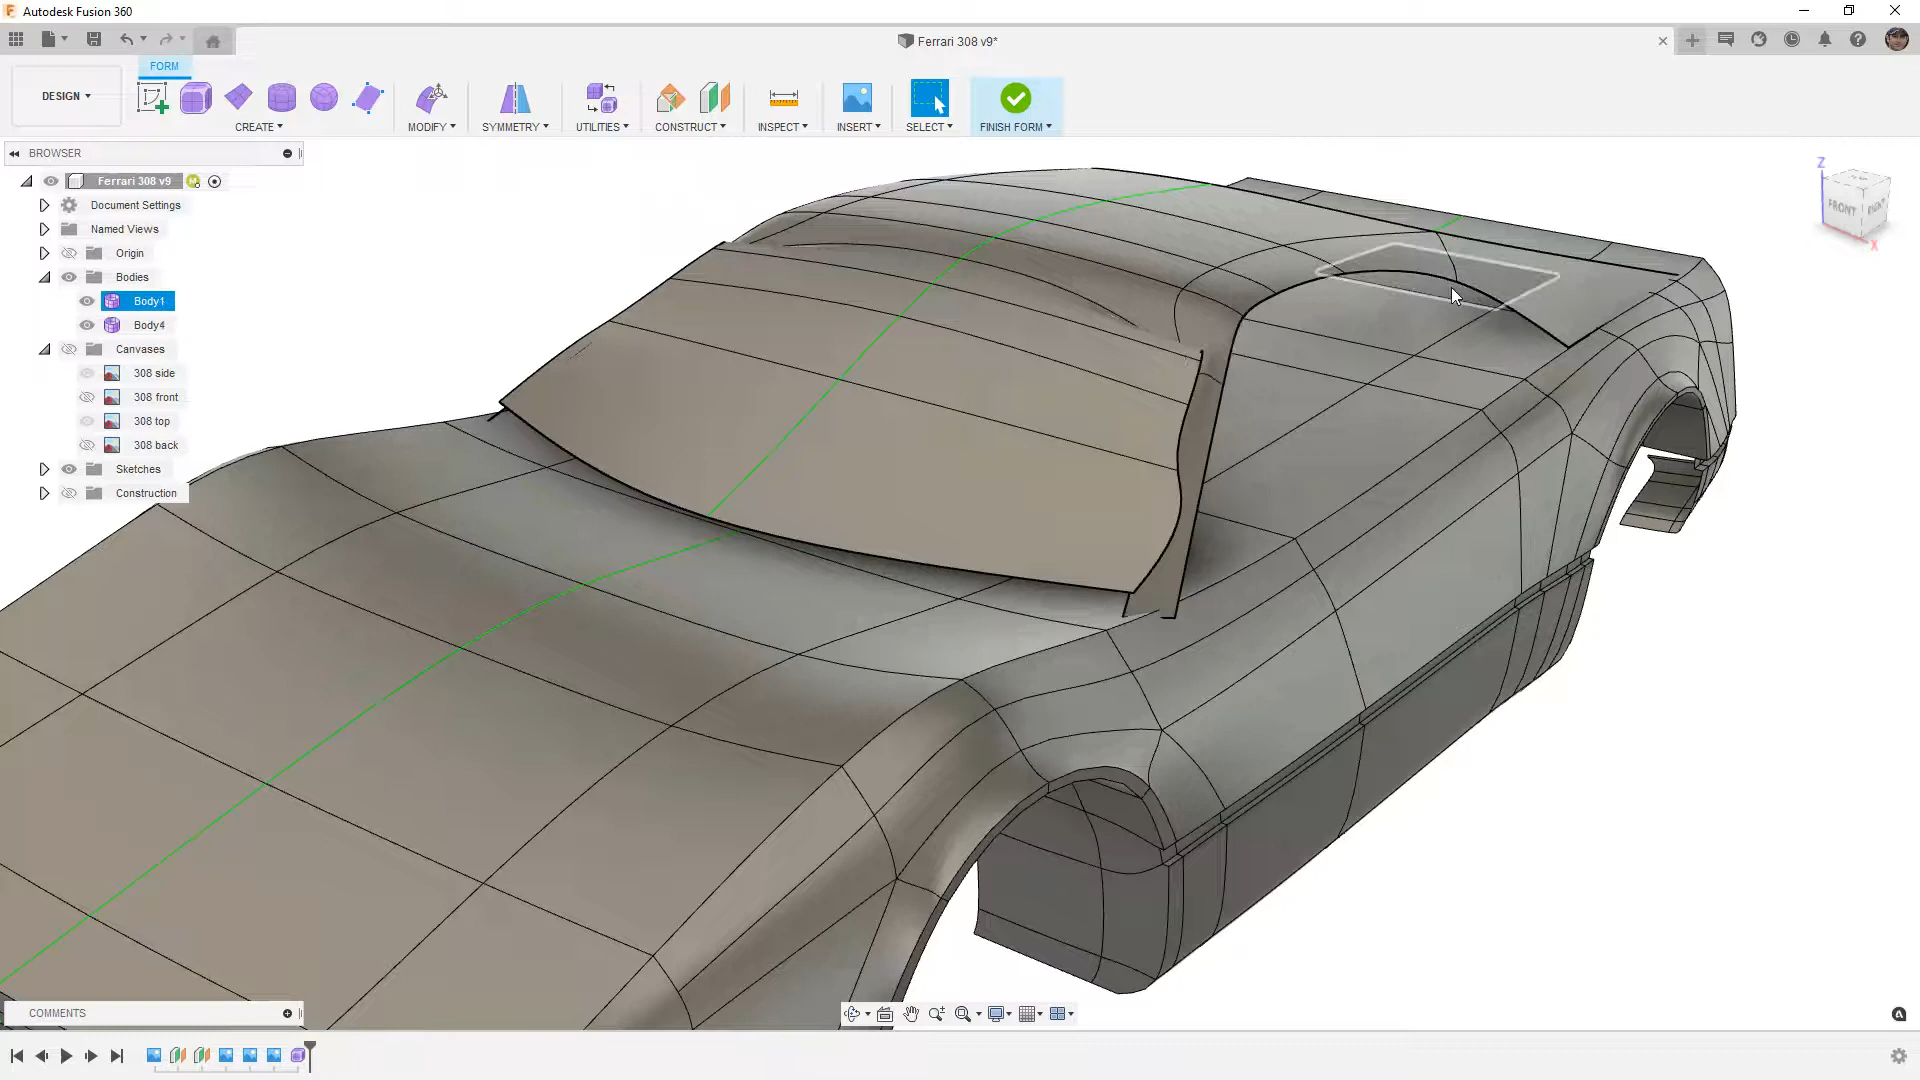 Autodesk Fusion 360
Ferrari 308 v9*
FORM
DESIGN
CREATE
MODIFY
SYMMETRY
UTILITIES
CONSTRUCT
INSPECT
INSERT
SELECT
FINISH FORM
BROWSER
Ferrari 308 v9
Document Settings
Named Views
Origin
Bodies
Body1
Body4
Canvases
308 side
308 front
308 top
308 back
Sketches
Construction
Z
FRONT
RIGHT
X
COMMENTS